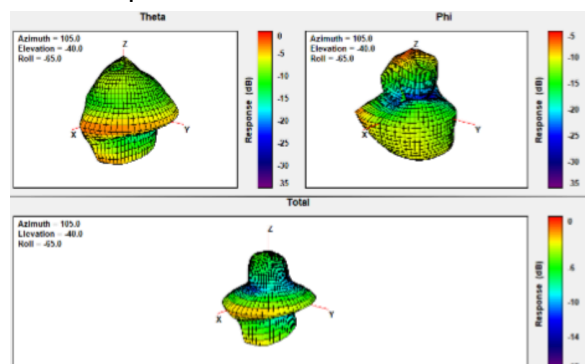 Theta
Azimuth = 105.0
Elevation = -40.0
Roll = -65.0
Z
X
Y
0
-5
-10
-15
-20
-25
-30
35
Response (dB)
Phi
Azimuth = 105.0
Elevation = -40.0
Roll = -65.0
Z
X
Y
-5
-10
-15
-20
-25
-30
35
Response (dB)
Total
Azimuth = 105.0
Elevation = -40.0
Roll = -65.0
Z
X
Y
0
-5
-10
-14
Response (dB)